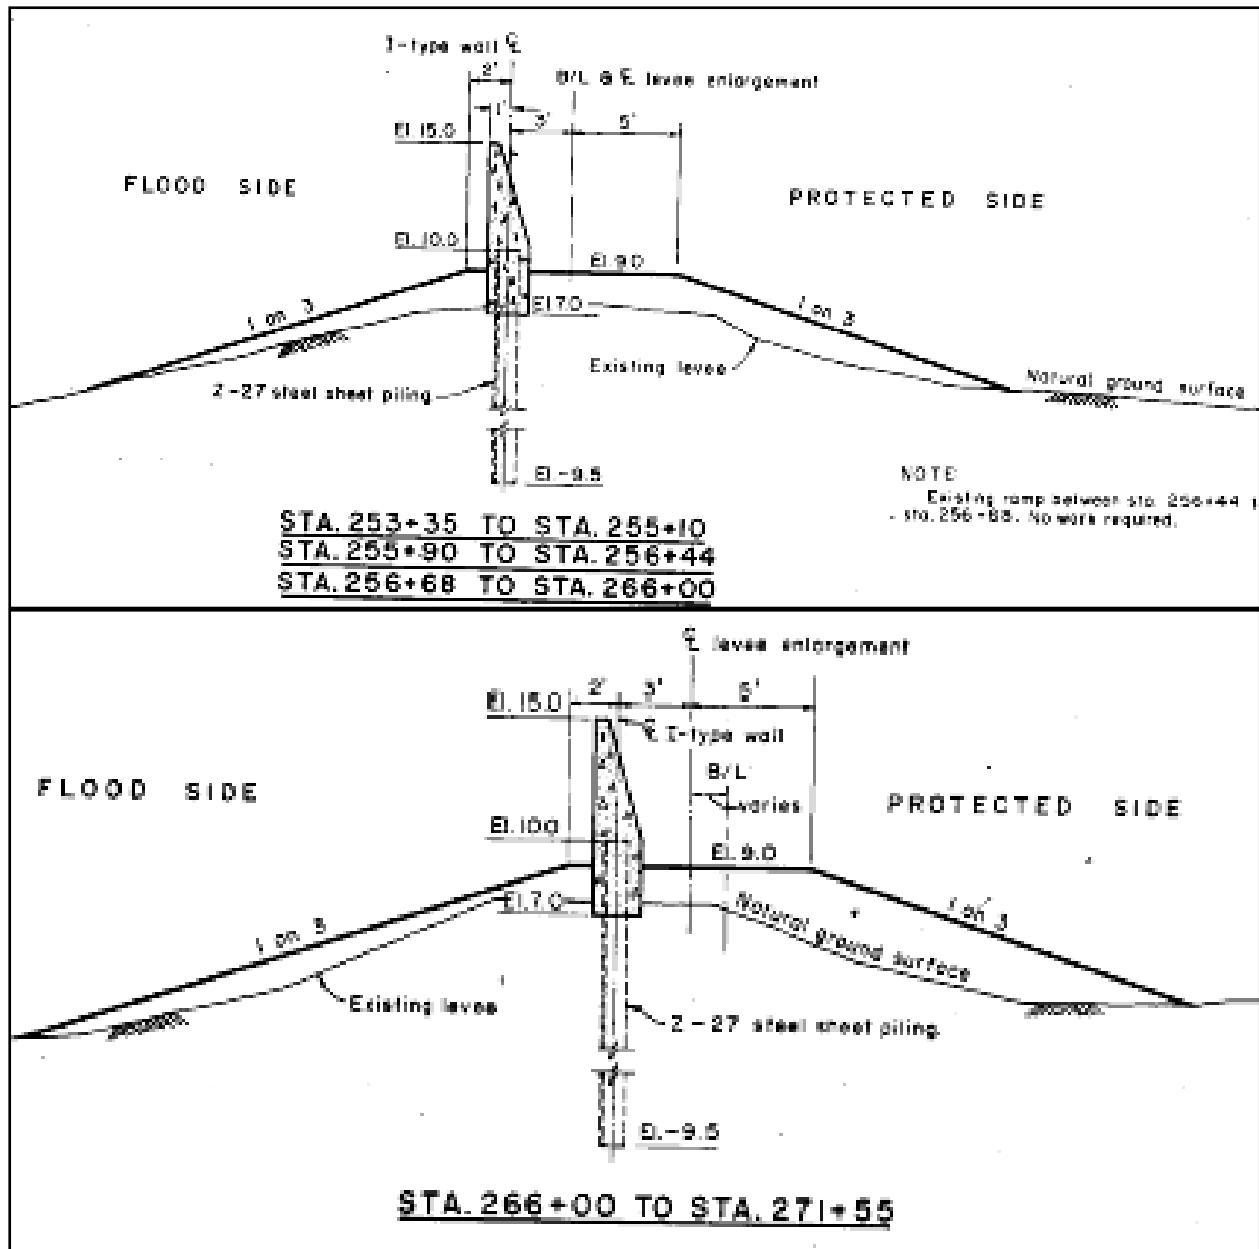 I-type wall ℄
2'
B/L & ℄ levee enlargement
1'
3'
5'
El.15.0
FLOOD SIDE
PROTECTED SIDE
El.10.0
El.9.0
El.7.0
1 on 3
1 on 3
Existing levee
Natural ground surface
Z-27 steel sheet piling
El.-9.5
NOTE
Existing ramp between sta. 256+44
sta. 256+68. No work required.
STA. 253+35 TO STA. 255+10
STA. 255+90 TO STA. 256+44
STA. 256+68 TO STA. 266+00
℄ levee enlargement
2'
3'
5'
El. 15.0
℄ I-type wall
B/L
varies
FLOOD SIDE
PROTECTED SIDE
El.10.0
El.9.0
El.7.0
1 on 3
Natural ground surface
1 on 3
Existing levee
Z-27 steel sheet piling
El.-9.5
STA. 266+00 TO STA. 271+55